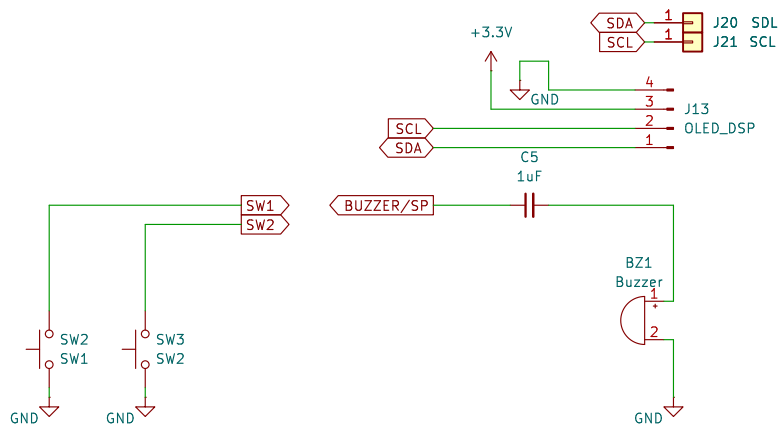 SDA 1 J20 SDL
SCL 1 J21 SCL
+3.3V
4
GND
3 J13
SCL 2 OLED_DSP
SDA 1
C5
1uF
SW1 BUZZER/SP
SW2
BZ1
Buzzer
1
+
SW2 SW3 2
SW1 SW2
GND GND GND